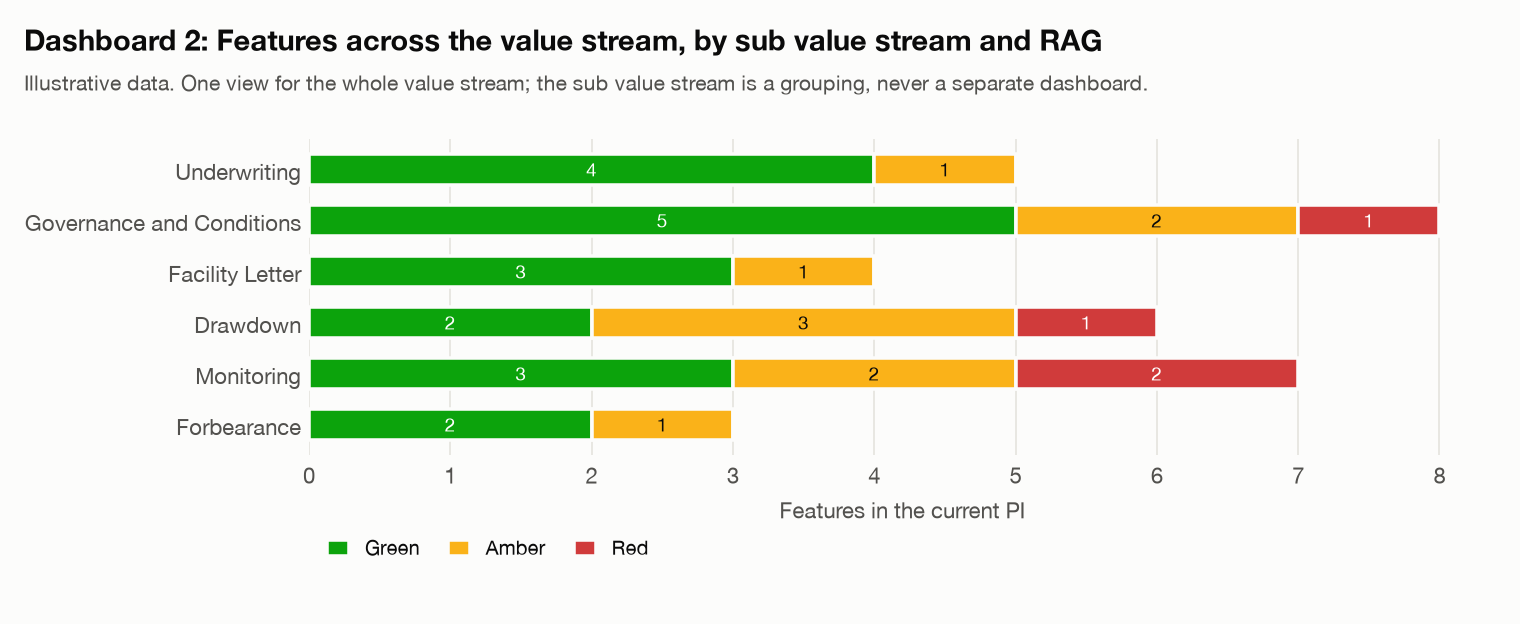 Dashboard 2: Features across the value stream, by sub value stream and RAG
Illustrative data. One view for the whole value stream; the sub value stream is a grouping, never a separate dashboard.
Underwriting 4 1
Governance and Conditions 5 2 1
Facility Letter 3 1
Drawdown 2 3 1
Monitoring 3 2 2
Forbearance 2 1
0 1 2 3 4 5 6 7 8
Features in the current PI
Green Amber Red